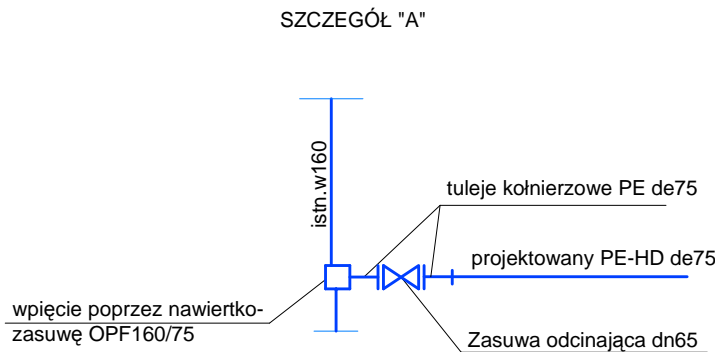 SZCZEGÓŁ "A"
istn.w160
tuleje kołnierzowe PE de75
projektowany PE-HD de75
wpięcie poprzez nawiertko-
zasuwę OPF160/75
Zasuwa odcinająca dn65